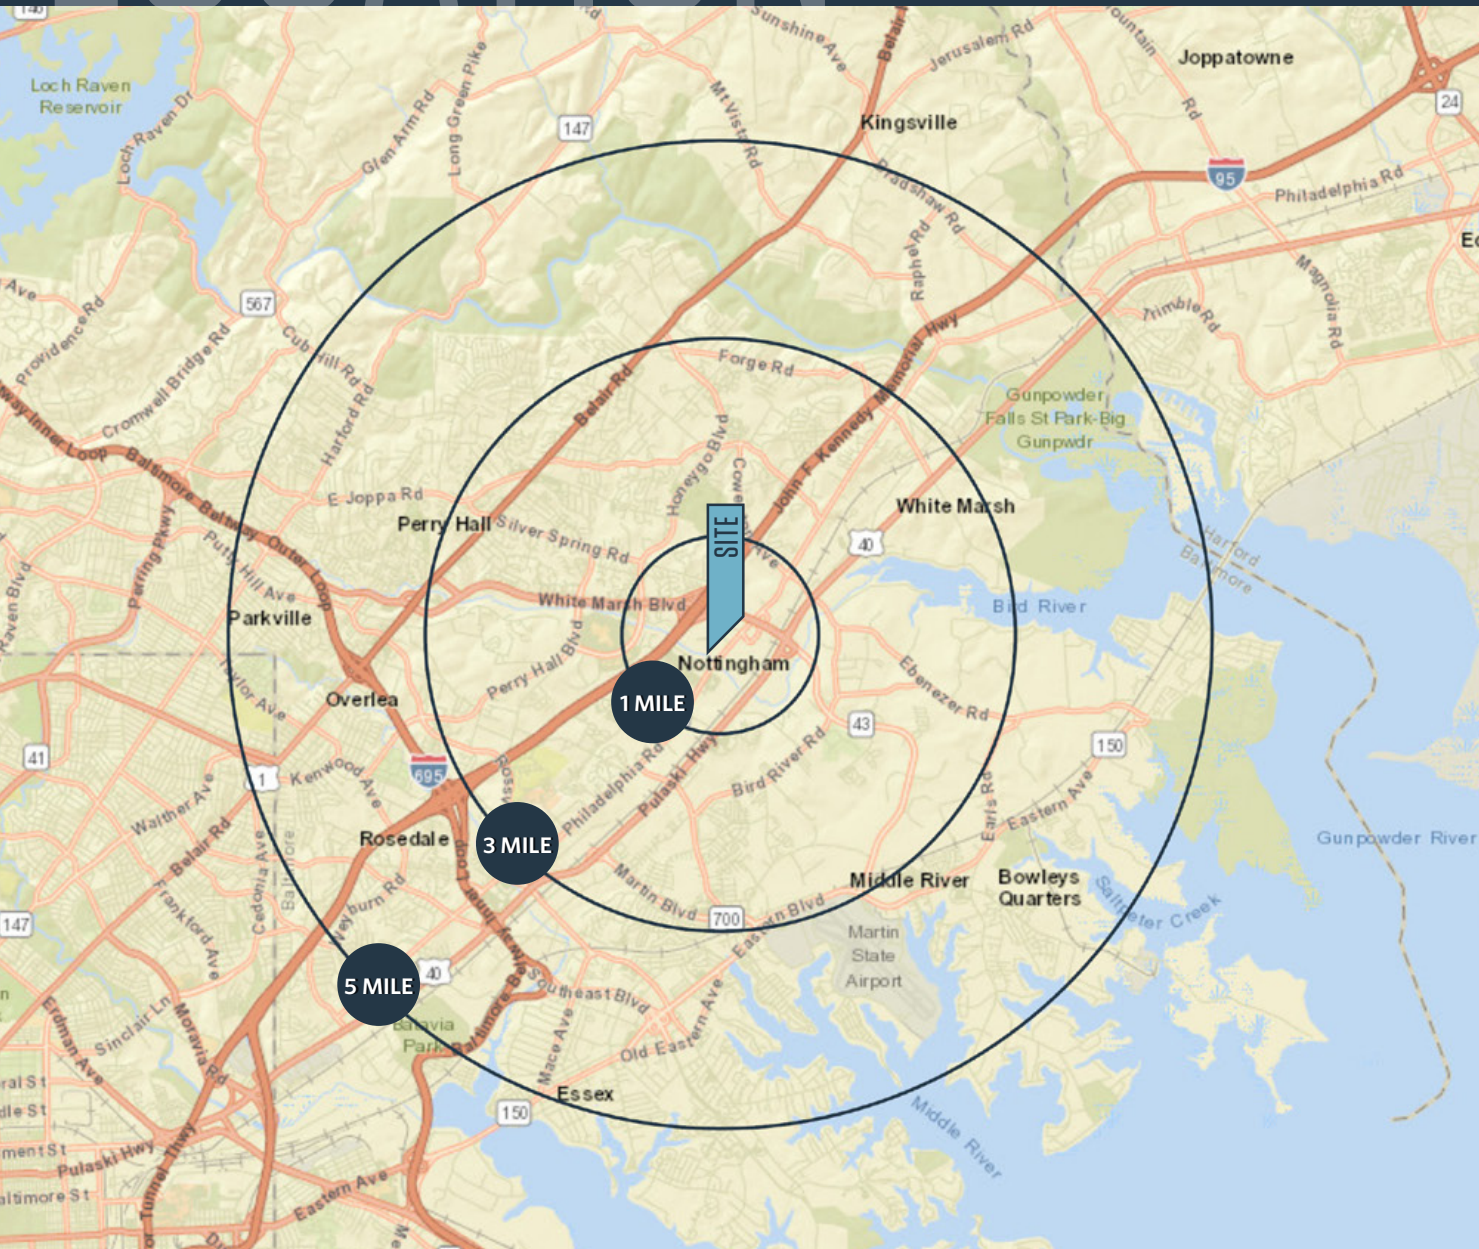 Sunshine Ave
Belair
Jerusalem Rd
Joppatowne
Loch Raven
Reservoir
Loch Raven Dr
Glen Arm Rd
Long Green Pike
147
Mt Vista Rd
Kingsville
Rd
24
95
Philadelphia Rd
Bradshaw Rd
Raphel Rd
Magnolia Rd
Trimble Rd
Ave
Providence Rd
567
Cub Hill Rd
Cromwell Bridge Rd
Harford Rd
Forge Rd
Belair Rd
John F Kennedy Memorial Hwy
Gunpowder
Falls St Park-Big
Gunpwdr
Inner Loop
Baltimore Beltway Outer Loop
E Joppa Rd
Honeygo Blvd
Perry Hall
Silver Spring Rd
SITE
White Marsh
40
Harford
Baltimore
Perring Pkwy
Putty Hill Ave
Raven Blvd
Parkville
White Marsh Blvd
Bird River
Perry Hall Blvd
Nottingham
Taylor Ave
Overlea
1 MILE
Ebenezer Rd
43
150
41
1
695
Kenwood Ave
Philadelphia Rd
Pulaski Hwy
Bird River Rd
Earls Rd
Eastern Ave
Walther Ave
Belair Rd
Rosedale
3 MILE
Gunpowder River
Cedonia Ave
Baltimore
Frankford Ave
Martin Blvd
Middle River
Bowleys
Quarters
Saltpeter Creek
147
700
Eastern Blvd
Martin
State
Airport
5 MILE
40
Southeast Blvd
Batavia
Park
Erdman Ave
Sinclair Ln
Moravia Rd
Mace Ave
Old Eastern Ave
Essex
150
Middle River
Pulaski Hwy
Eastern Ave